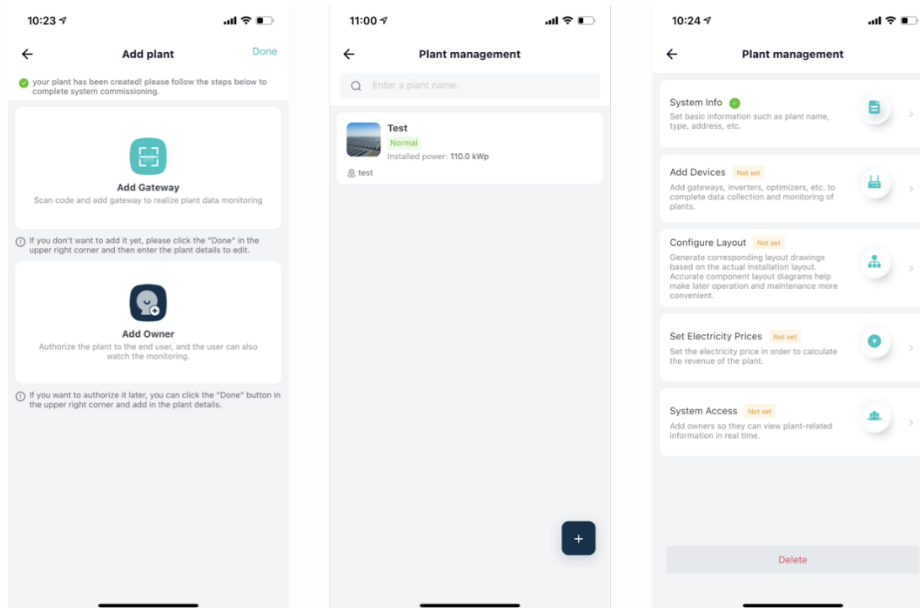 10:23
Add plant
Done
your plant has been created! please follow the steps below to
complete system commissioning.
Add Gateway
Scan code and add gateway to realize plant data monitoring
If you don't want to add it yet, please click the "Done" in the
upper right corner and then enter the plant details to edit.
Add Owner
Authorize the plant to the end user, and the user can also
watch the monitoring.
If you want to authorize it later, you can click the "Done" button in
the upper right corner and add in the plant details.
11:00
Plant management
Enter a plant name.
Test
Normal
Installed power: 110.0 kWp
test
+
10:24
Plant management
System Info
Set basic information such as plant name,
type, address, etc.
Add Devices Not set
Add gateways, inverters, optimizers, etc. to
complete data collection and monitoring of
plants.
Configure Layout Not set
Generate corresponding layout drawings
based on the actual installation layout.
Accurate component layout diagrams help
make later operation and maintenance more
convenient.
Set Electricity Prices Not set
Set the electricity price in order to calculate
the revenue of the plant.
System Access Not set
Add owners so they can view plant-related
information in real time.
Delete